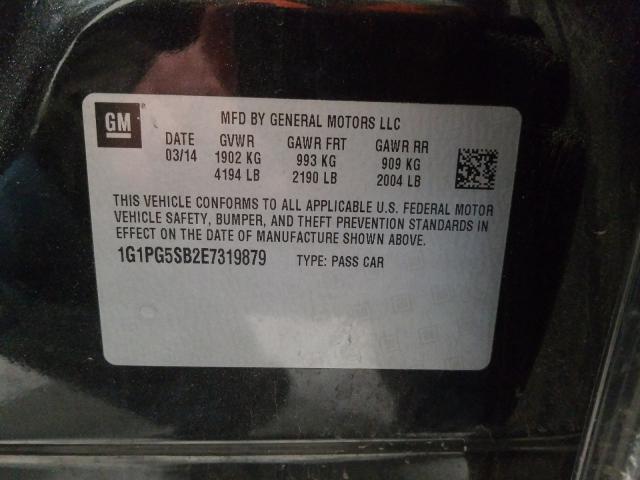 GM
MFD BY GENERAL MOTORS LLC
DATE GVWR GAWR FRT GAWR RR
03/14 1902 KG 993 KG 909 KG
4194 LB 2190 LB 2004 LB
THIS VEHICLE CONFORMS TO ALL APPLICABLE U.S. FEDERAL MOTOR
VEHICLE SAFETY, BUMPER, AND THEFT PREVENTION STANDARDS IN
EFFECT ON THE DATE OF MANUFACTURE SHOWN ABOVE.
1G1PG5SB2E7319879 TYPE: PASS CAR